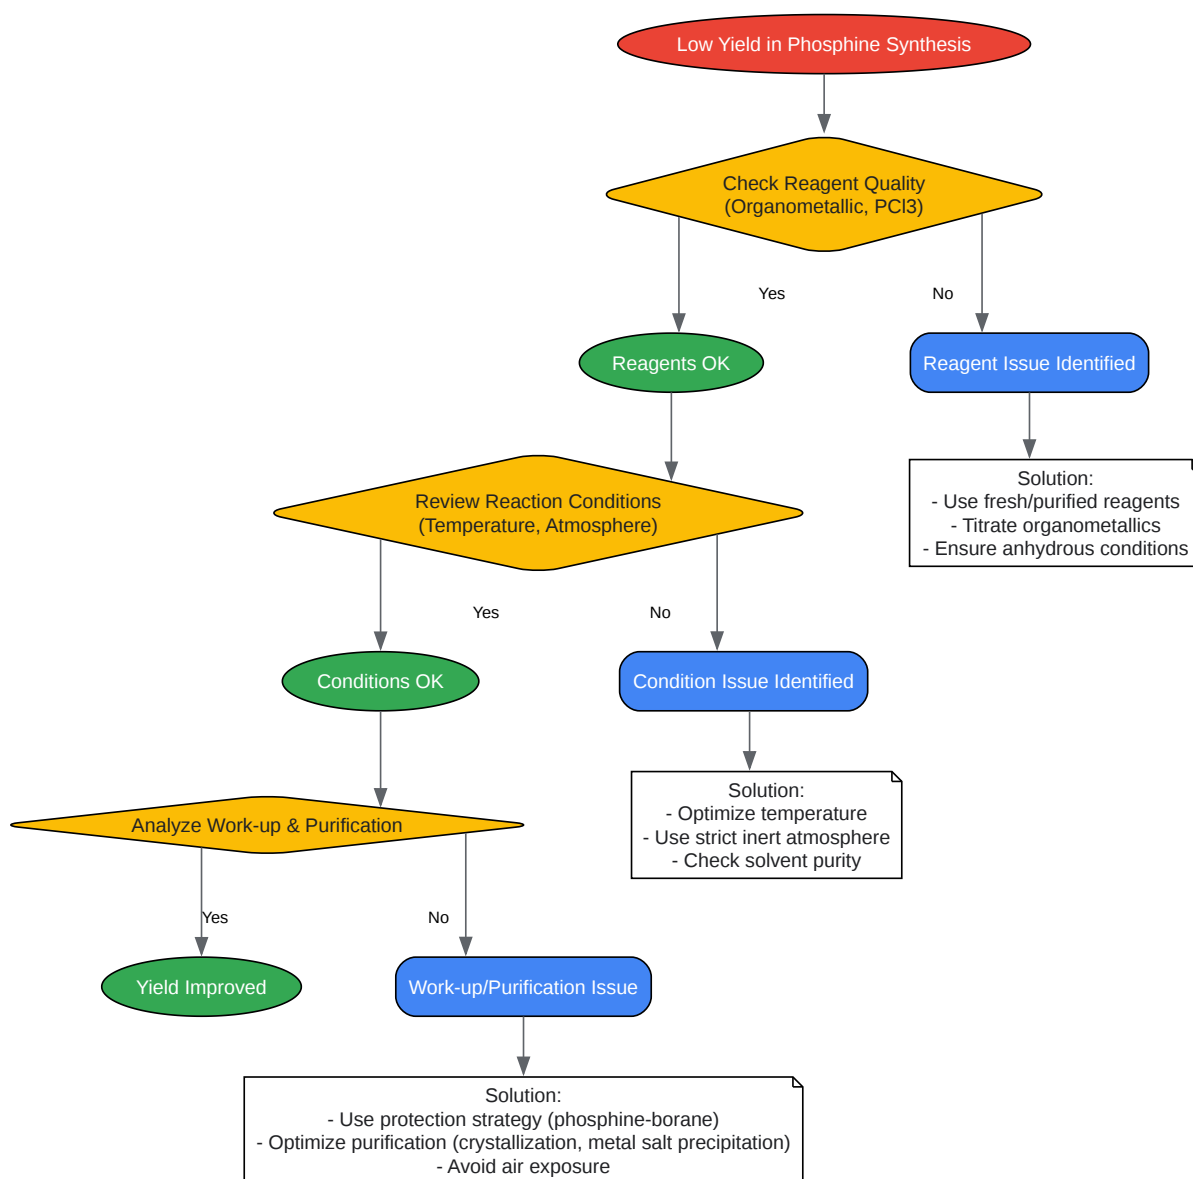 Low Yield in Phosphine Synthesis
Check Reagent Quality
(Organometallic, PCl3)
Yes
No
Reagents OK
Reagent Issue Identified
Solution:
- Use fresh/purified reagents
- Titrate organometallics
- Ensure anhydrous conditions
Review Reaction Conditions
(Temperature, Atmosphere)
Yes
No
Conditions OK
Condition Issue Identified
Solution:
- Optimize temperature
- Use strict inert atmosphere
- Check solvent purity
Analyze Work-up & Purification
Yes
No
Yield Improved
Work-up/Purification Issue
Solution:
- Use protection strategy (phosphine-borane)
- Optimize purification (crystallization, metal salt precipitation)
- Avoid air exposure